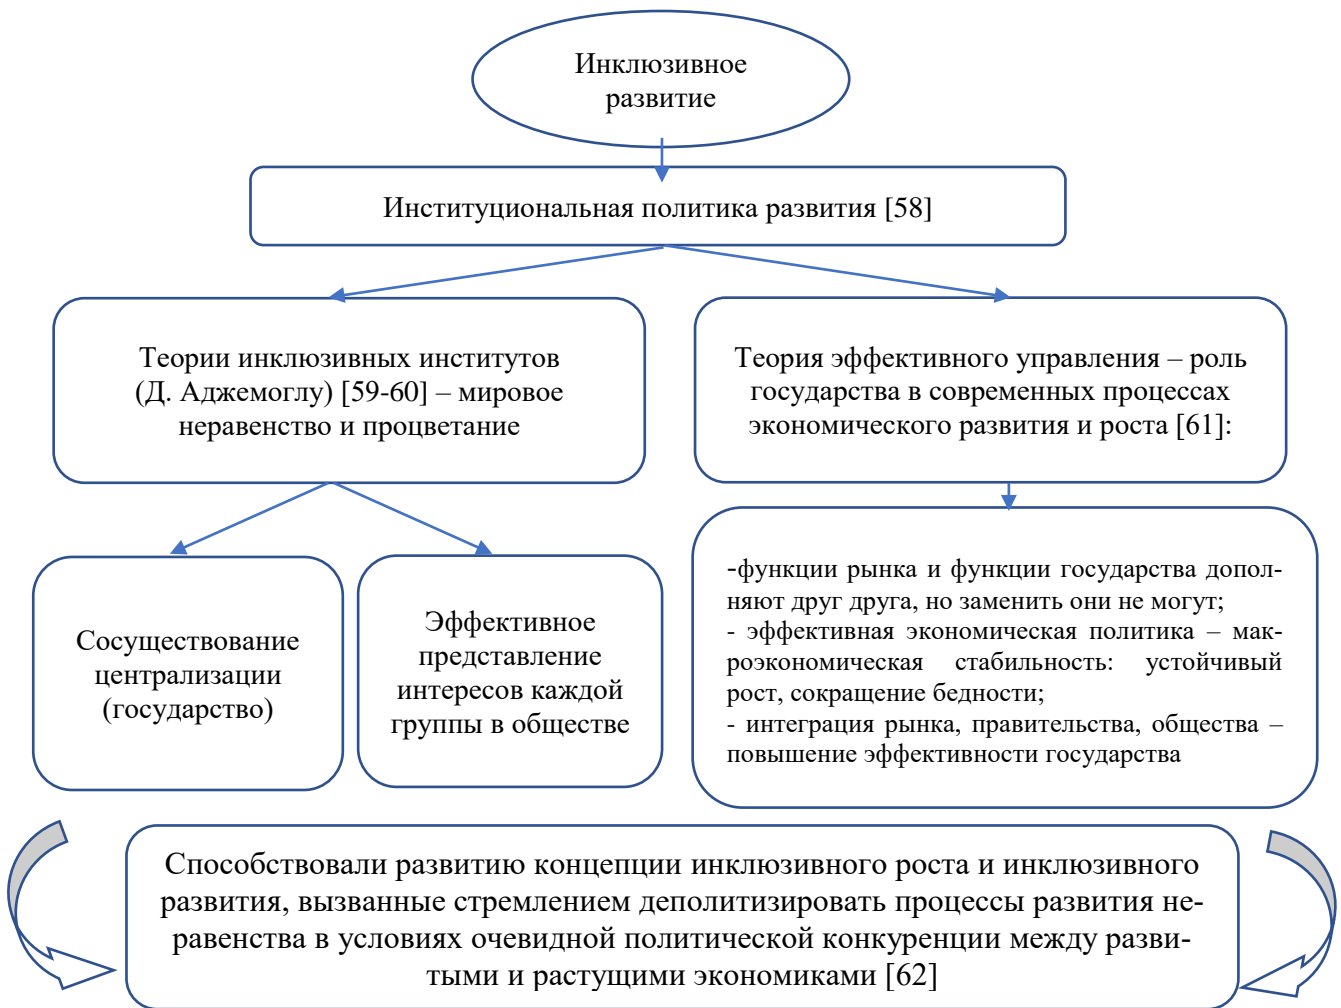 Инклюзивное
развитие
Институциональная политика развития [58]
Теории инклюзивных институтов
(Д. Аджемоглу) [59-60] – мировое
неравенство и процветание
Теория эффективного управления – роль
государства в современных процессах
экономического развития и роста [61]:
Сосуществование
централизации
(государство)
Эффективное
представление
интересов каждой
группы в обществе
-функции рынка и функции государства допол-
няют друг друга, но заменить они не могут;
- эффективная экономическая политика – мак-
роэкономическая стабильность: устойчивый
рост, сокращение бедности;
- интеграция рынка, правительства, общества –
повышение эффективности государства
Способствовали развитию концепции инклюзивного роста и инклюзивного
развития, вызванные стремлением деполитизировать процессы развития не-
равенства в условиях очевидной политической конкуренции между разви-
тыми и растущими экономиками [62]